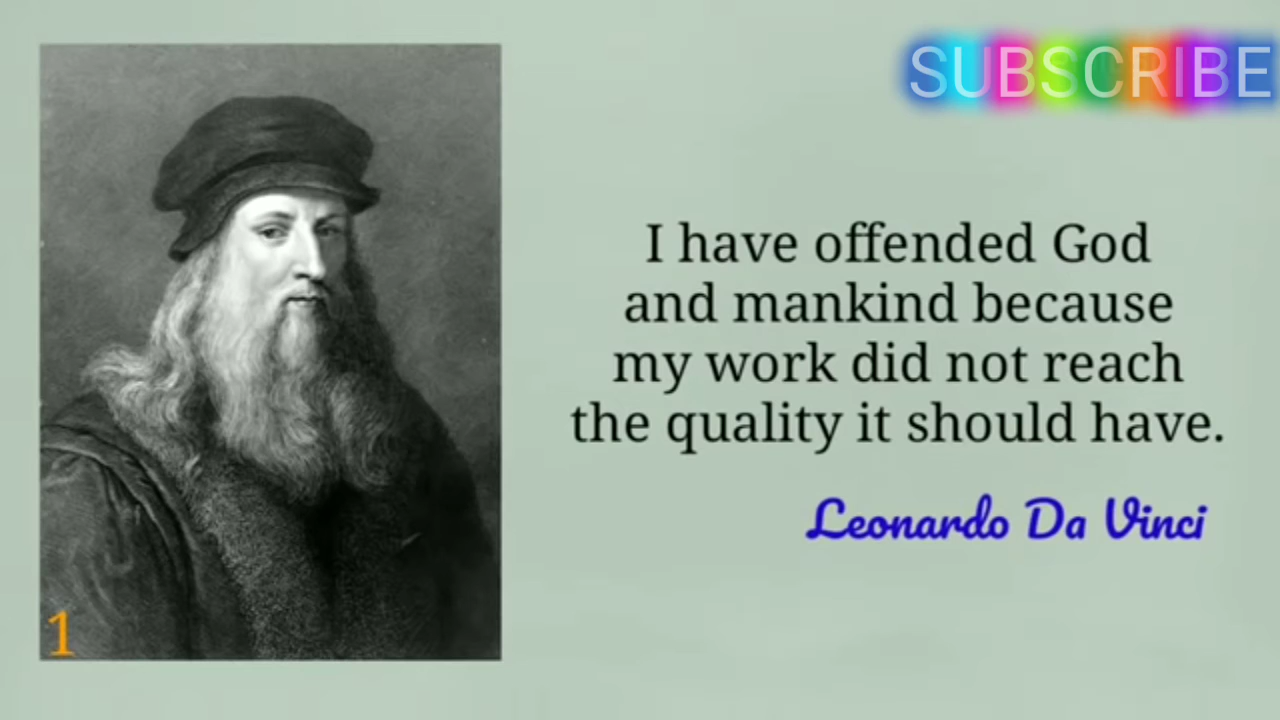 SUBSCRIBE
I have offended God
and mankind because
my work did not reach
the quality it should have.
Leonardo Da Vinci
1